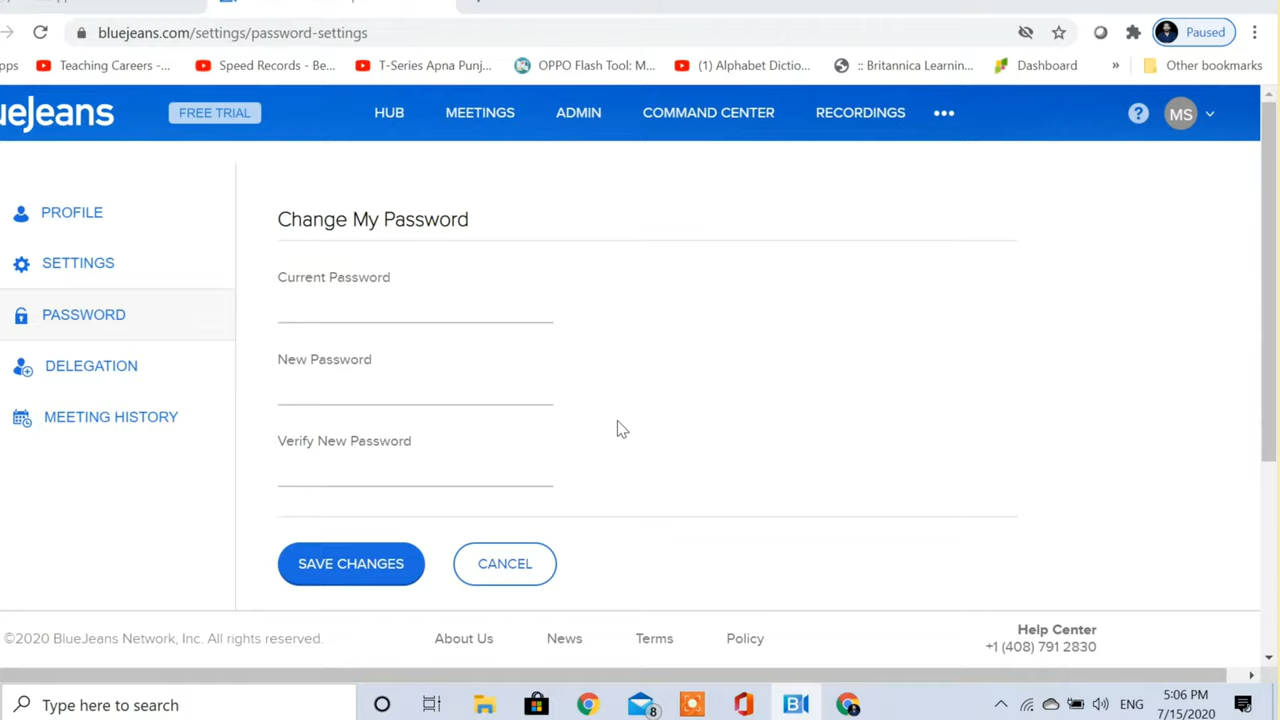 bluejeans.com/settings/password-settings
Paused
Teaching Careers -...
Speed Records - Be...
T-Series Apna Punj...
OPPO Flash Tool: M...
(1) Alphabet Dictio...
:: Britannica Learnin...
Dashboard
»
Other bookmarks
FREE TRIAL
HUB
MEETINGS
ADMIN
COMMAND CENTER
RECORDINGS
•••
?
MS
PROFILE
SETTINGS
PASSWORD
DELEGATION
MEETING HISTORY
Change My Password
Current Password
New Password
Verify New Password
SAVE CHANGES
CANCEL
©2020 BlueJeans Network, Inc. All rights reserved.
About Us
News
Terms
Policy
Help Center
+1 (408) 791 2830
Type here to search
8
ENG
5:06 PM
7/15/2020